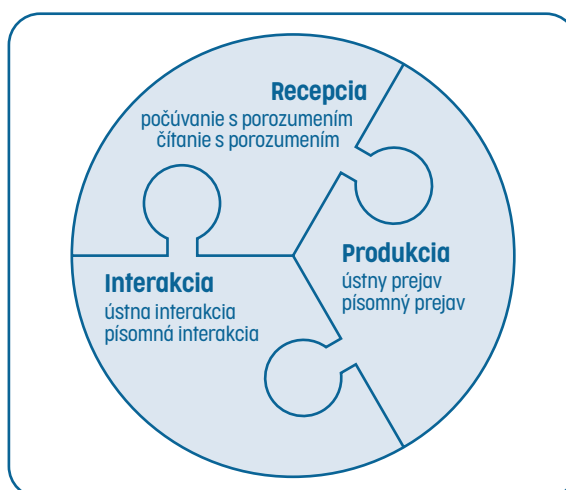 Recepcia
počúvanie s porozumením
čítanie s porozumením
Produkcia
ústny prejav
písomný prejav
Interakcia
ústna interakcia
písomná interakcia